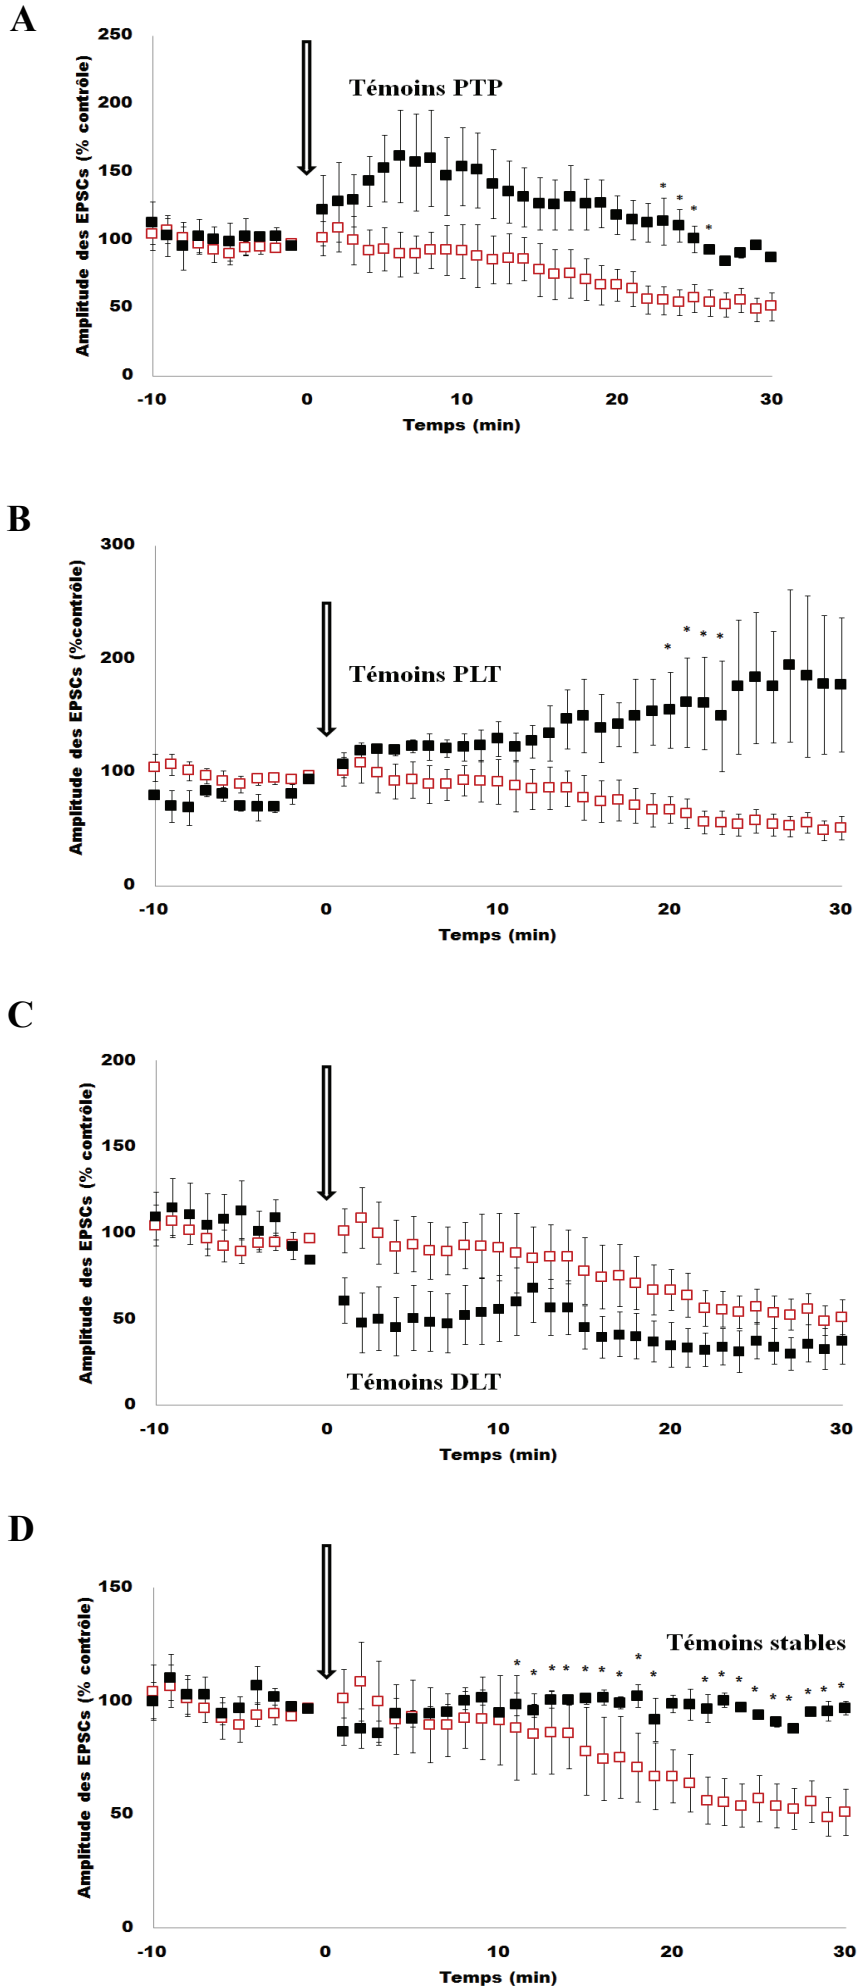 A
Amplitude des EPSCs (% contrôle)
250
200
150
100
50
0
Témoins PTP
* * * *
-10 0 10 20 30
Temps (min)
B
Amplitude des EPSCs (%contrôle)
300
200
100
0
Témoins PLT
* * * *
-10 0 10 20 30
Temps (min)
C
Amplitude des EPSCs (% contrôle)
200
150
100
50
0
Témoins DLT
-10 0 10 20 30
Temps (min)
D
Amplitude des EPSCs (% contrôle)
150
100
50
0
Témoins stables
* * * * * * * * * * * * * * * * * *
-10 0 10 20 30
Temps (min)